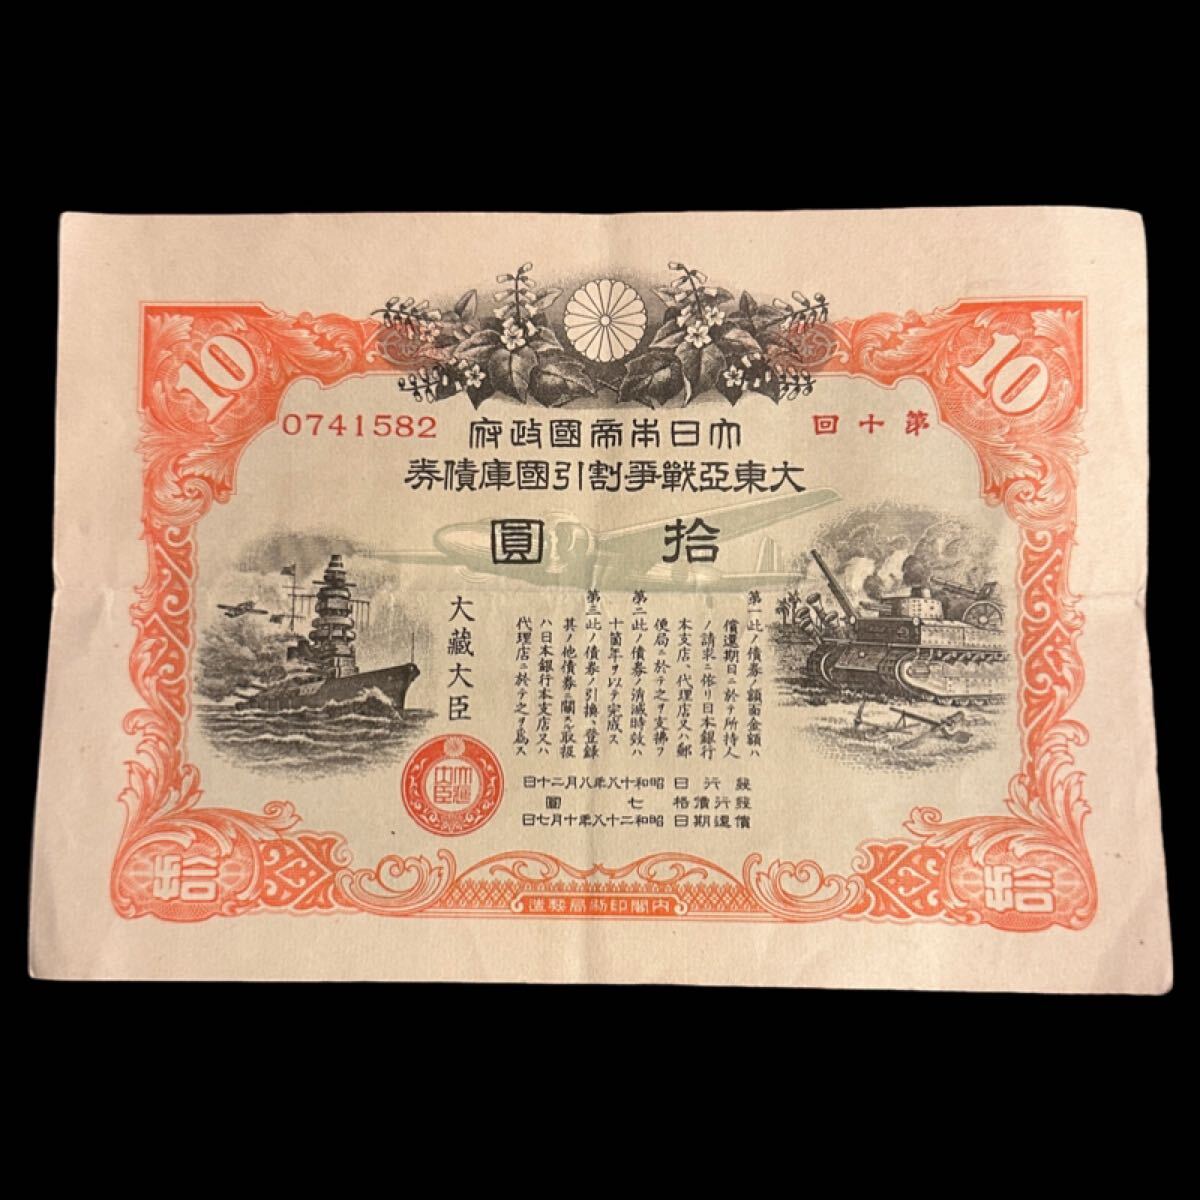 10
10
第十回
0741582
大日本帝國政府
大東亞戰爭割引國庫債券
拾圓
第一此ノ債券ノ額面金額ハ
償還期日ニ於テ所持人
ノ請求ニ依リ日本銀行
本支店、代理店又ハ郵
便局ニ於テ之ヲ支拂フ
第二此ノ債券ノ消滅時效ハ
十箇年ヲ以テ完成ス
第三此ノ債券ノ引換、登録
其ノ他債券ニ關スル取扱
ハ日本銀行本支店又ハ
代理店ニ於テ之ヲ爲ス
大藏大臣
大藏大臣
發行日 昭和十八年八月二十日
發行價格 七圓
償還期日 昭和二十八年十月七日
拾
拾
内閣印刷局製造